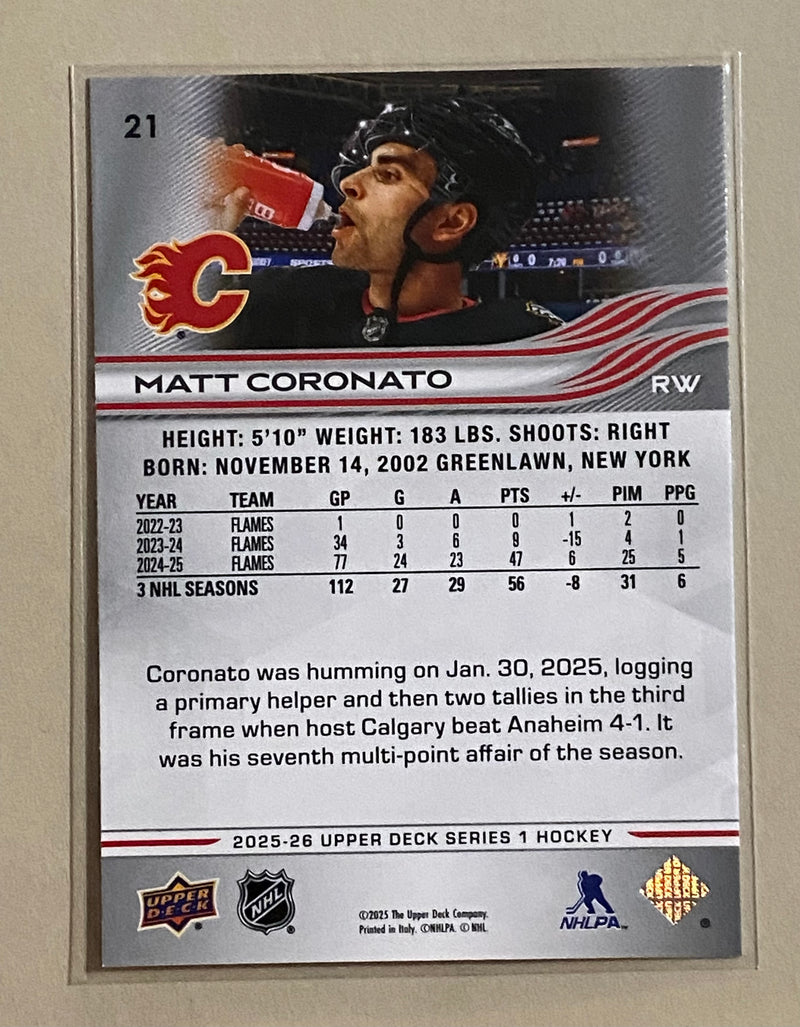 21
0 0 7:20 0
C
MATT CORONATO
RW
HEIGHT: 5'10" WEIGHT: 183 LBS. SHOOTS: RIGHT
BORN: NOVEMBER 14, 2002 GREENLAWN, NEW YORK
YEAR TEAM GP G A PTS +/- PIM PPG
2022-23 FLAMES 1 0 0 0 1 2 0
2023-24 FLAMES 34 3 6 9 -15 4 1
2024-25 FLAMES 77 24 23 47 6 25 5
3 NHL SEASONS 112 27 29 56 -8 31 6
Coronato was humming on Jan. 30, 2025, logging
a primary helper and then two tallies in the third
frame when host Calgary beat Anaheim 4-1. It
was his seventh multi-point affair of the season.
2025-26 UPPER DECK SERIES 1 HOCKEY
UPPER
D·E·C·K
®
NHL
®
©2025 The Upper Deck Company.
Printed in Italy. ©NHLPA. © NHL.
NHLPA™
®